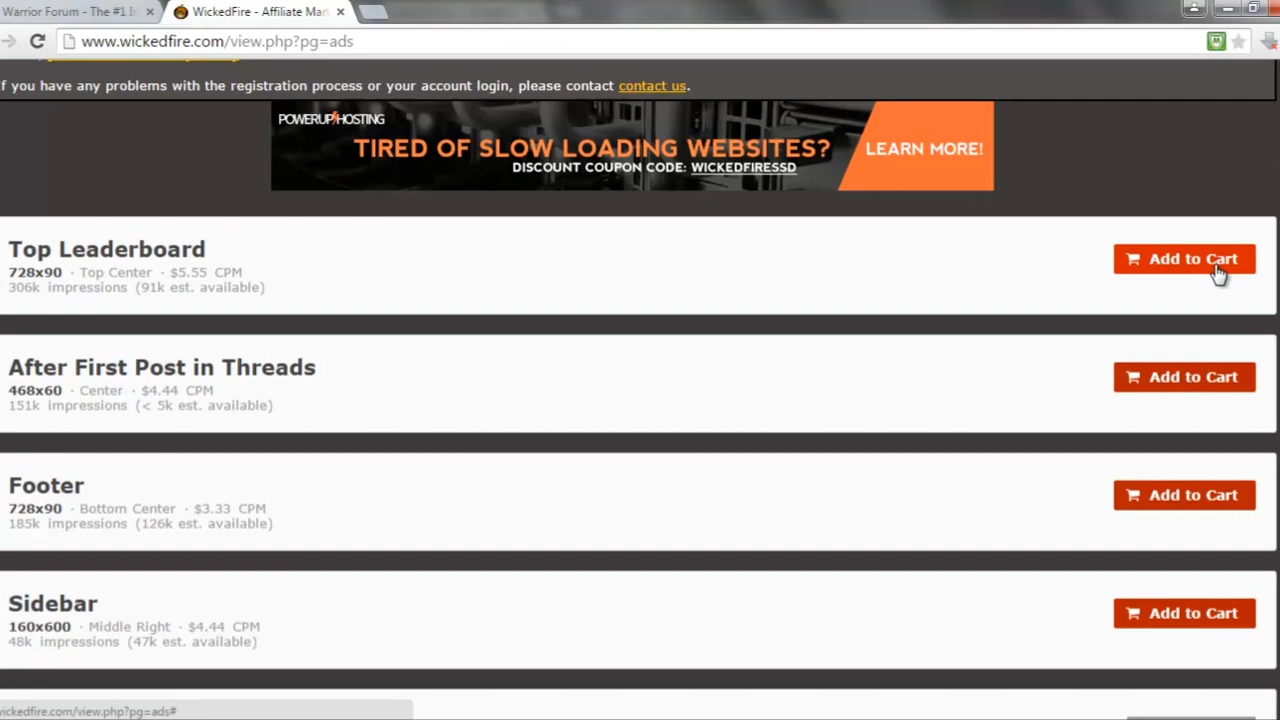 Warrior Forum - The #1 I
WickedFire - Affiliate Mar
www.wickedfire.com/view.php?pg=ads
f you have any problems with the registration process or your account login, please contact contact us.
POWERUPHOSTING
TIRED OF SLOW LOADING WEBSITES?
DISCOUNT COUPON CODE: WICKEDFIRESSD
LEARN MORE!
Top Leaderboard
728x90 · Top Center · $5.55 CPM
306k impressions (91k est. available)
Add to Cart
After First Post in Threads
468x60 · Center · $4.44 CPM
151k impressions (< 5k est. available)
Add to Cart
Footer
728x90 · Bottom Center · $3.33 CPM
185k impressions (126k est. available)
Add to Cart
Sidebar
160x600 · Middle Right · $4.44 CPM
48k impressions (47k est. available)
Add to Cart
wickedfire.com/view.php?pg=ads#